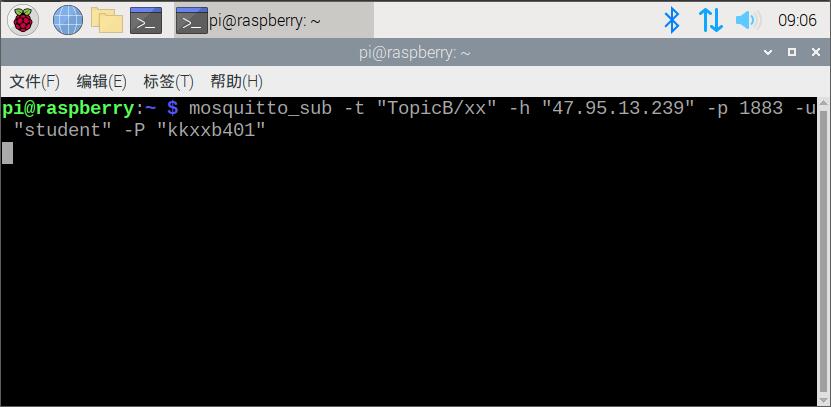 pi@raspberry: ~
09:06
pi@raspberry: ~
文件(F) 编辑(E) 标签(T) 帮助(H)
pi@raspberry:~ $ mosquitto_sub -t "TopicB/xx" -h "47.95.13.239" -p 1883 -u
"student" -P "kkxxb401"